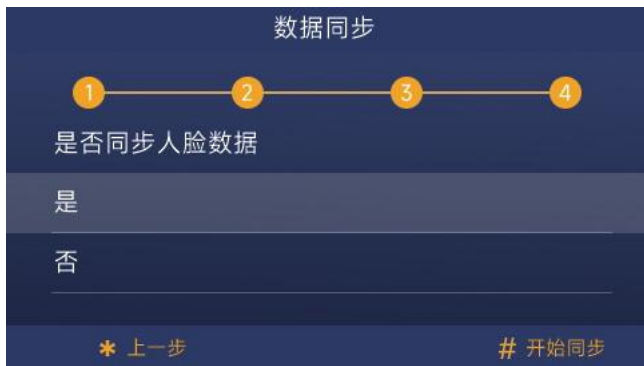 数据同步
1 2 3 4
是否同步人脸数据
是
否
* 上一步 # 开始同步